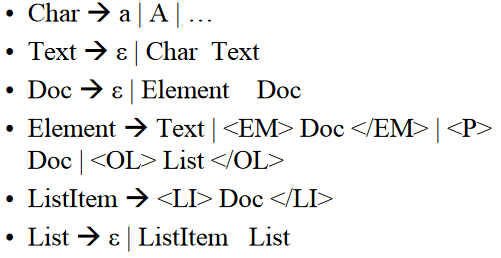 • Char → a | A | …
• Text → ε | Char Text
• Doc → ε | Element Doc
• Element → Text | <EM> Doc </EM> | <P>
Doc | <OL> List </OL>
• ListItem → <LI> Doc </LI>
• List → ε | ListItem List